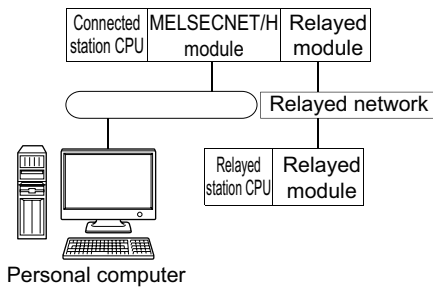 Connected
station CPU
MELSECNET/H
module
Relayed
module
Relayed network
Relayed
station CPU
Relayed
module
Personal computer